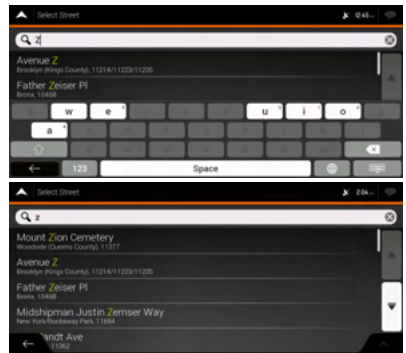 Select Street
12:45...
z
Avenue Z
Brooklyn (Kings County), 11214/11223/11235
Father Zeiser Pl
Bronx, 10468
w e u i o
a
123 Space
Select Street
2:04...
z
Mount Zion Cemetery
Woodside (Queens County), 11377
Avenue Z
Brooklyn (Kings County), 11214/11223/11235
Father Zeiser Pl
Bronx, 10468
Midshipman Justin Zemser Way
New York/Rockaway Park, 11694
andt Ave
11362